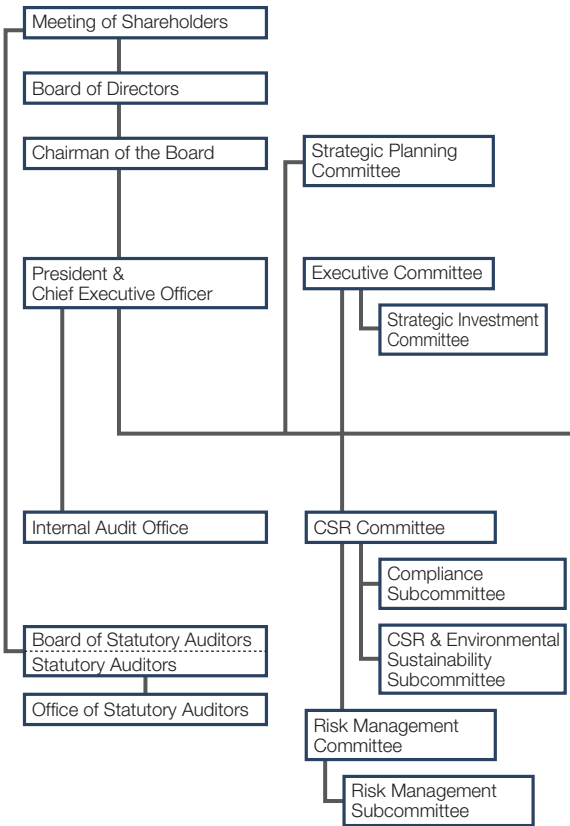 Meeting of Shareholders
Board of Directors
Chairman of the Board
Strategic Planning
Committee
President &
Chief Executive Officer
Executive Committee
Strategic Investment
Committee
Internal Audit Office
CSR Committee
Compliance
Subcommittee
Board of Statutory Auditors
Statutory Auditors
CSR & Environmental
Sustainability
Subcommittee
Office of Statutory Auditors
Risk Management
Committee
Risk Management
Subcommittee